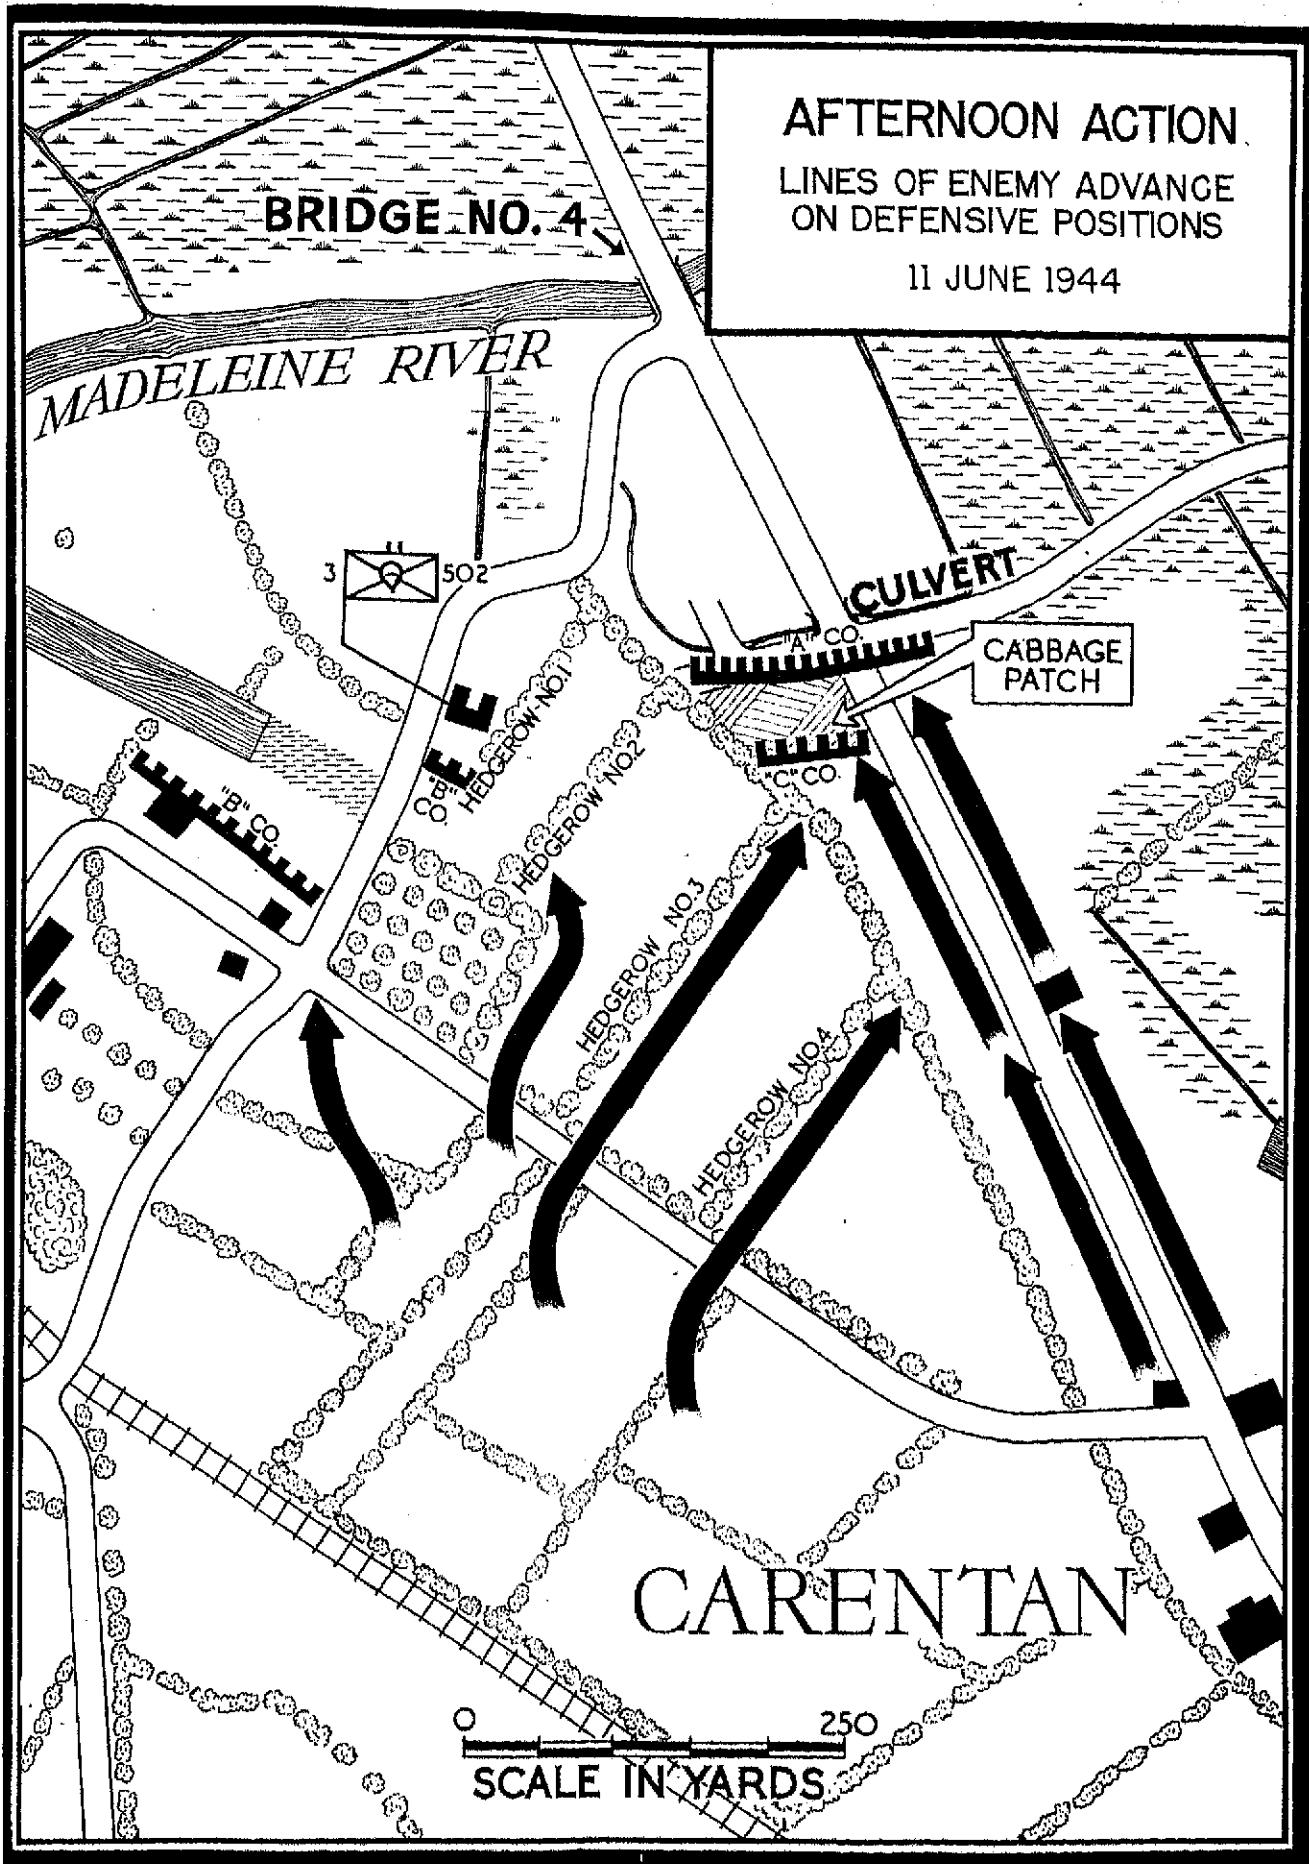 AFTERNOON ACTION
LINES OF ENEMY ADVANCE
ON DEFENSIVE POSITIONS
11 JUNE 1944
BRIDGE NO. 4
MADELEINE RIVER
3
502
CULVERT
"A" CO.
CABBAGE
PATCH
"C" CO.
HEDGEROW NO.1
"B"
CO.
HEDGEROW NO.2
"B" CO.
HEDGEROW NO.3
HEDGEROW NO.4
CARENTAN
0 250
SCALE IN YARDS